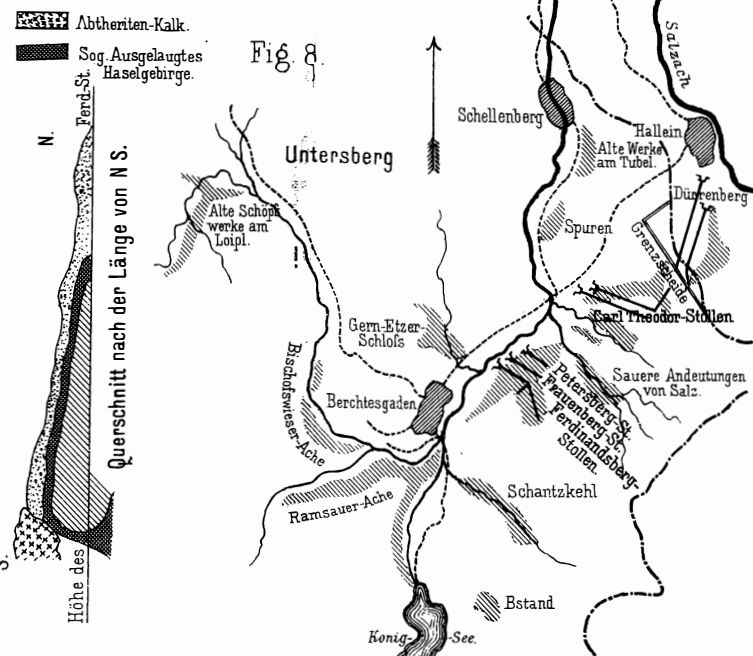 Abtheriten-Kalk.
Sog. Ausgelaugtes
Haselgebirge.
Fig. 8
N.
Ferd-St.
Querschnitt nach der Länge von N S.
S.
Höhe des
Untersberg
Schellenberg
Salzach
Hallein
Alte Werke
am Tubel.
Dürrenberg
Alte Schöpf
werke am
Loipl.
Spuren
Grenzscheide
Carl Theodor-Stollen
Gern-Etzer-
Schloſs
Bischofswieser-Ache
Berchtesgaden
Petersberg-St.
Frauenberg-St.
Ferdinandsberg-
Stollen.
Sauere Andeutungen
von Salz.
Ramsauer-Ache
Schantzkehl
Bstand
Konig-See.